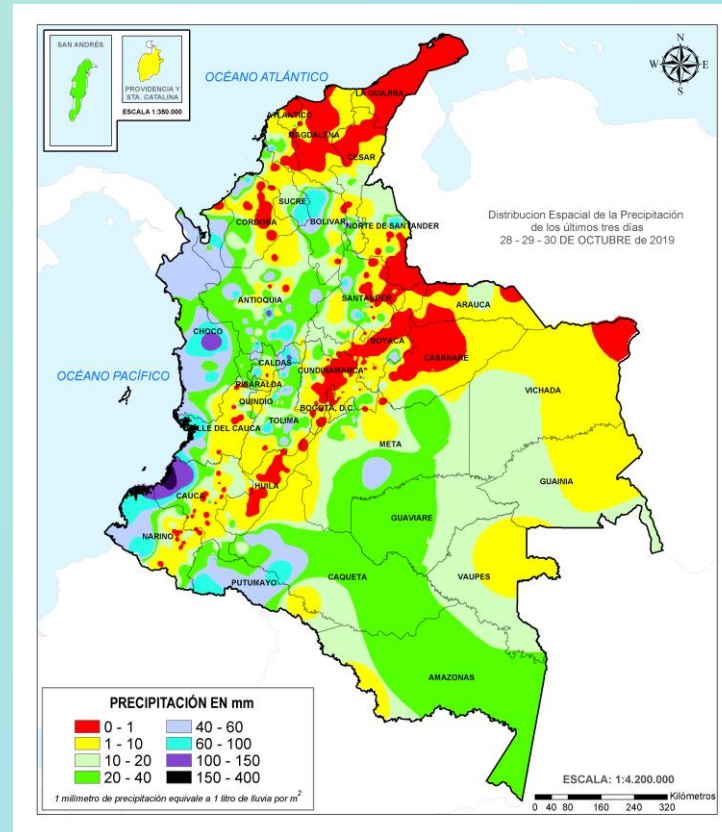 SAN ANDRÉS
PROVIDENCIA Y
STA. CATALINA
ESCALA 1:350.000
OCÉANO ATLÁNTICO
N
W E
S
LA GUAJIRA
ATLÁNTICO
MAGDALENA
CESAR
SUCRE
CORDOBA
BOLIVAR
NORTE DE SANTANDER
Distribucion Espacial de la Precipitación
de los últimos tres días
28 - 29 - 30 DE OCTUBRE de 2019
ANTIOQUIA
SANTANDER
ARAUCA
CHOCO
BOYACA
CASANARE
OCÉANO PACÍFICO
CALDAS
CUNDINAMARCA
RISARALDA
VICHADA
QUINDIO
BOGOTÁ, D.C.
TOLIMA
VALLE DEL CAUCA
META
GUAINIA
HUILA
CAUCA
GUAVIARE
NARIÑO
CAQUETA
VAUPES
PUTUMAYO
AMAZONAS
PRECIPITACIÓN EN mm
0 - 1 40 - 60
1 - 10 60 - 100
10 - 20 100 - 150
20 - 40 150 - 400
1 milímetro de precipitación equivale a 1 litro de lluvia por m²
ESCALA: 1:4.200.000
Kilómetros
0 40 80 160 240 320